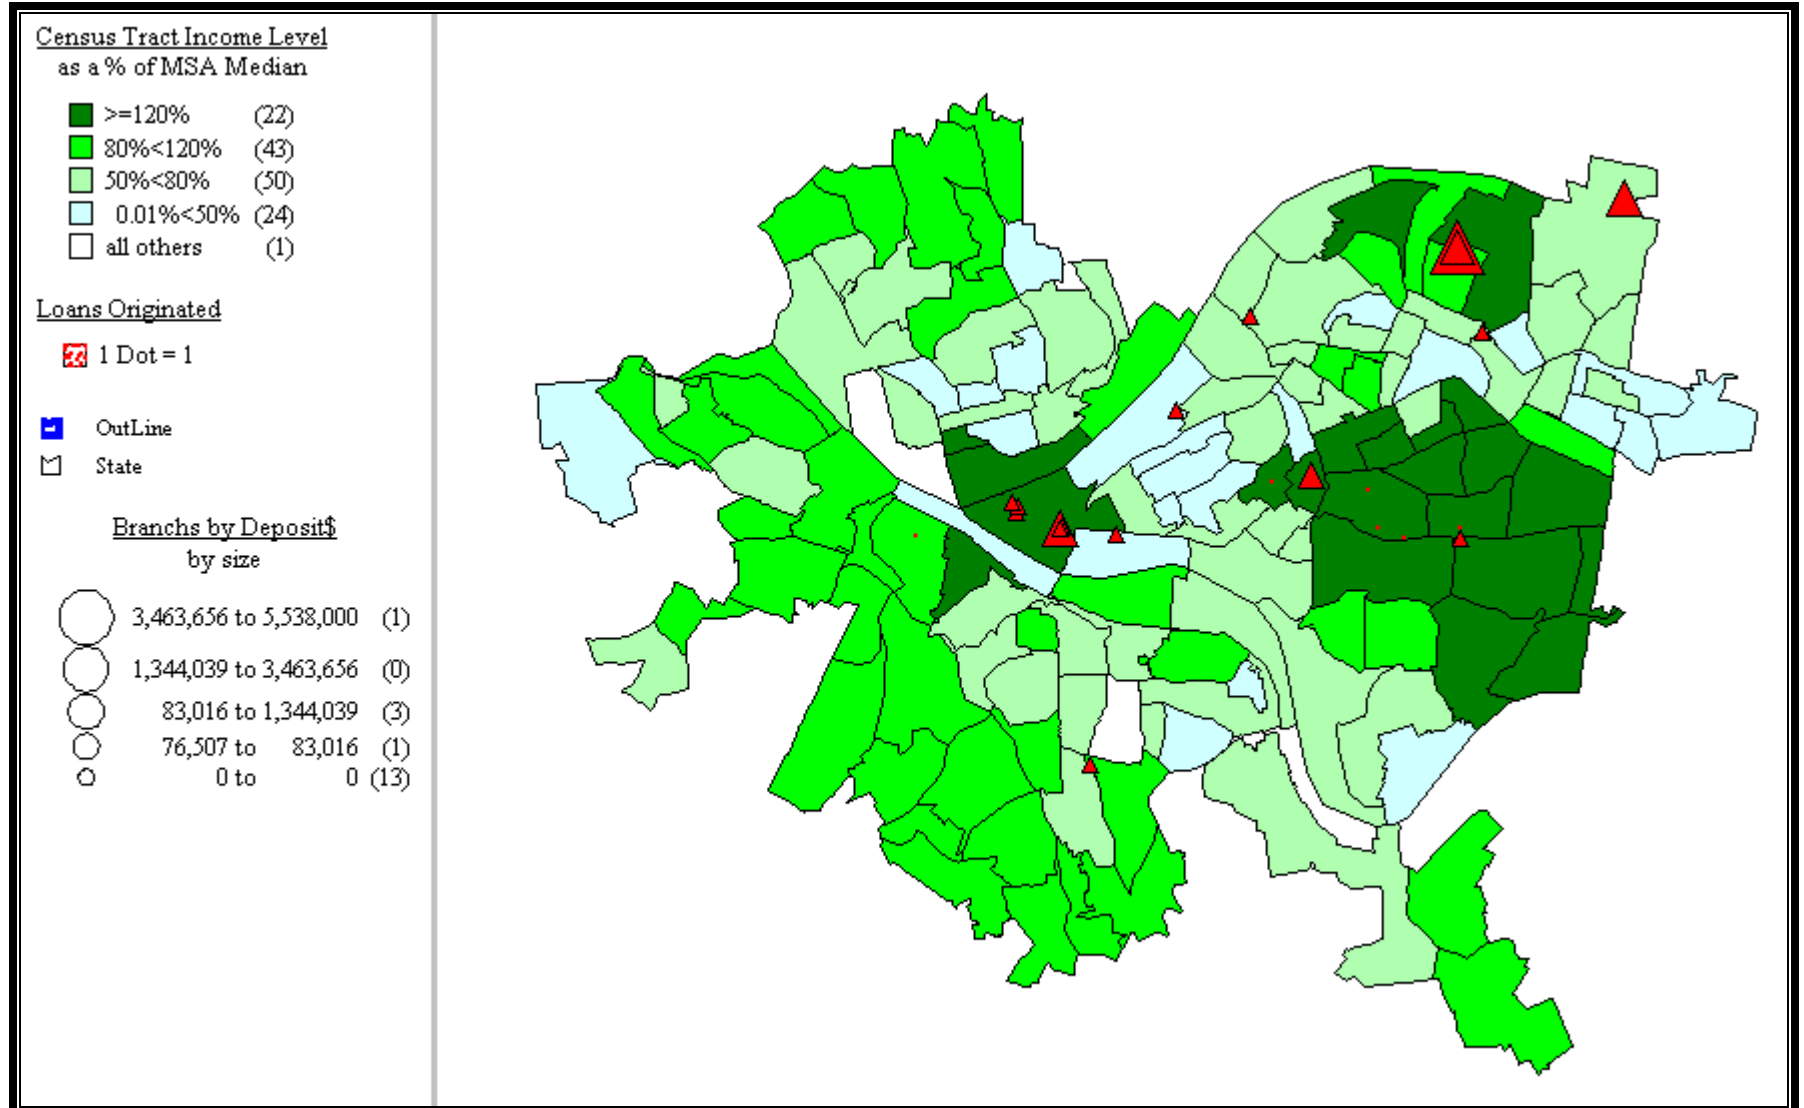 Census Tract Income Level
as a % of MSA Median
>=120% (22)
80%<120% (43)
50%<80% (50)
0.01%<50% (24)
all others (1)
Loans Originated
1 Dot = 1
OutLine
State
Branchs by Deposit$
by size
3,463,656 to 5,538,000 (1)
1,344,039 to 3,463,656 (0)
83,016 to 1,344,039 (3)
76,507 to 83,016 (1)
0 to 0 (13)